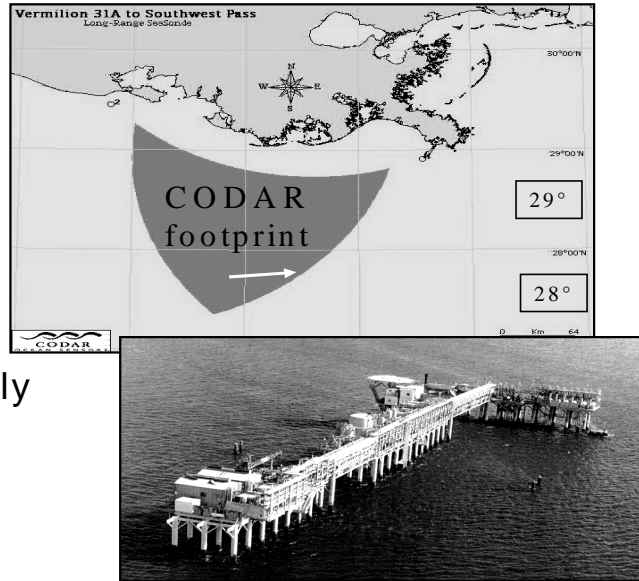 Vermilion 31A to Southwest Pass
Long-Range SeeSonde
30°00'N
N
W E
S
29°00'N
CODAR
footprint
29°
28°00'N
28°
0 Km 64
CODAR
OCEAN SENSORS
ly